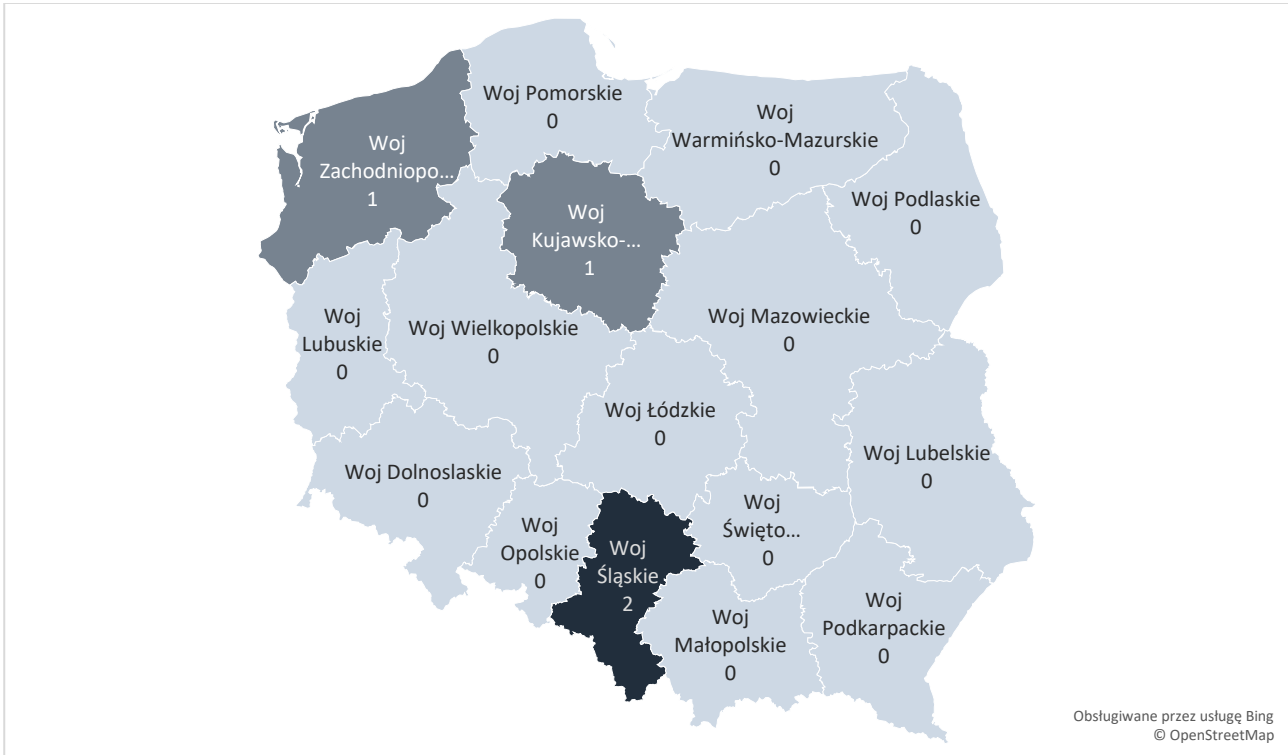 Woj Pomorskie
0
Woj
Warmińsko-Mazurskie
0
Woj
Zachodniopo...
1
Woj Podlaskie
0
Woj
Kujawsko-...
1
Woj
Lubuskie
0
Woj Wielkopolskie
0
Woj Mazowieckie
0
Woj Łódzkie
0
Woj Lubelskie
0
Woj Dolnoslaskie
0
Woj
Opolskie
0
Woj
Śląskie
2
Woj
Święto...
0
Woj
Małopolskie
0
Woj
Podkarpackie
0
Obsługiwane przez usługę Bing
© OpenStreetMap